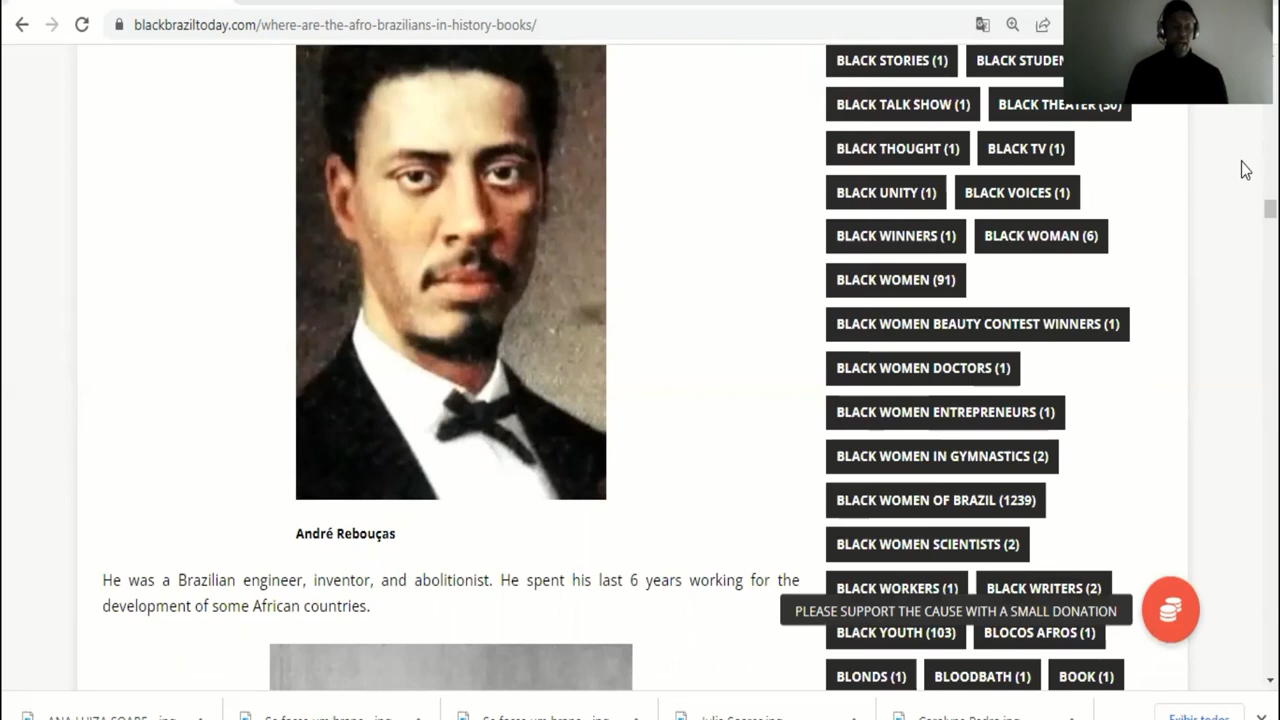 blackbraziltoday.com/where-are-the-afro-brazilians-in-history-books/
André Rebouças
He was a Brazilian engineer, inventor, and abolitionist. He spent his last 6 years working for the
development of some African countries.
BLACK STORIES (1)
BLACK TALK SHOW (1)
BLACK THEATER (30)
BLACK THOUGHT (1)
BLACK TV (1)
BLACK UNITY (1)
BLACK VOICES (1)
BLACK WINNERS (1)
BLACK WOMAN (6)
BLACK WOMEN (91)
BLACK WOMEN BEAUTY CONTEST WINNERS (1)
BLACK WOMEN DOCTORS (1)
BLACK WOMEN ENTREPRENEURS (1)
BLACK WOMEN IN GYMNASTICS (2)
BLACK WOMEN OF BRAZIL (1239)
BLACK WOMEN SCIENTISTS (2)
BLACK WORKERS (1)
BLACK WRITERS (2)
PLEASE SUPPORT THE CAUSE WITH A SMALL DONATION
BLACK YOUTH (103)
BLOCOS AFROS (1)
BLONDS (1)
BLOODBATH (1)
BOOK (1)